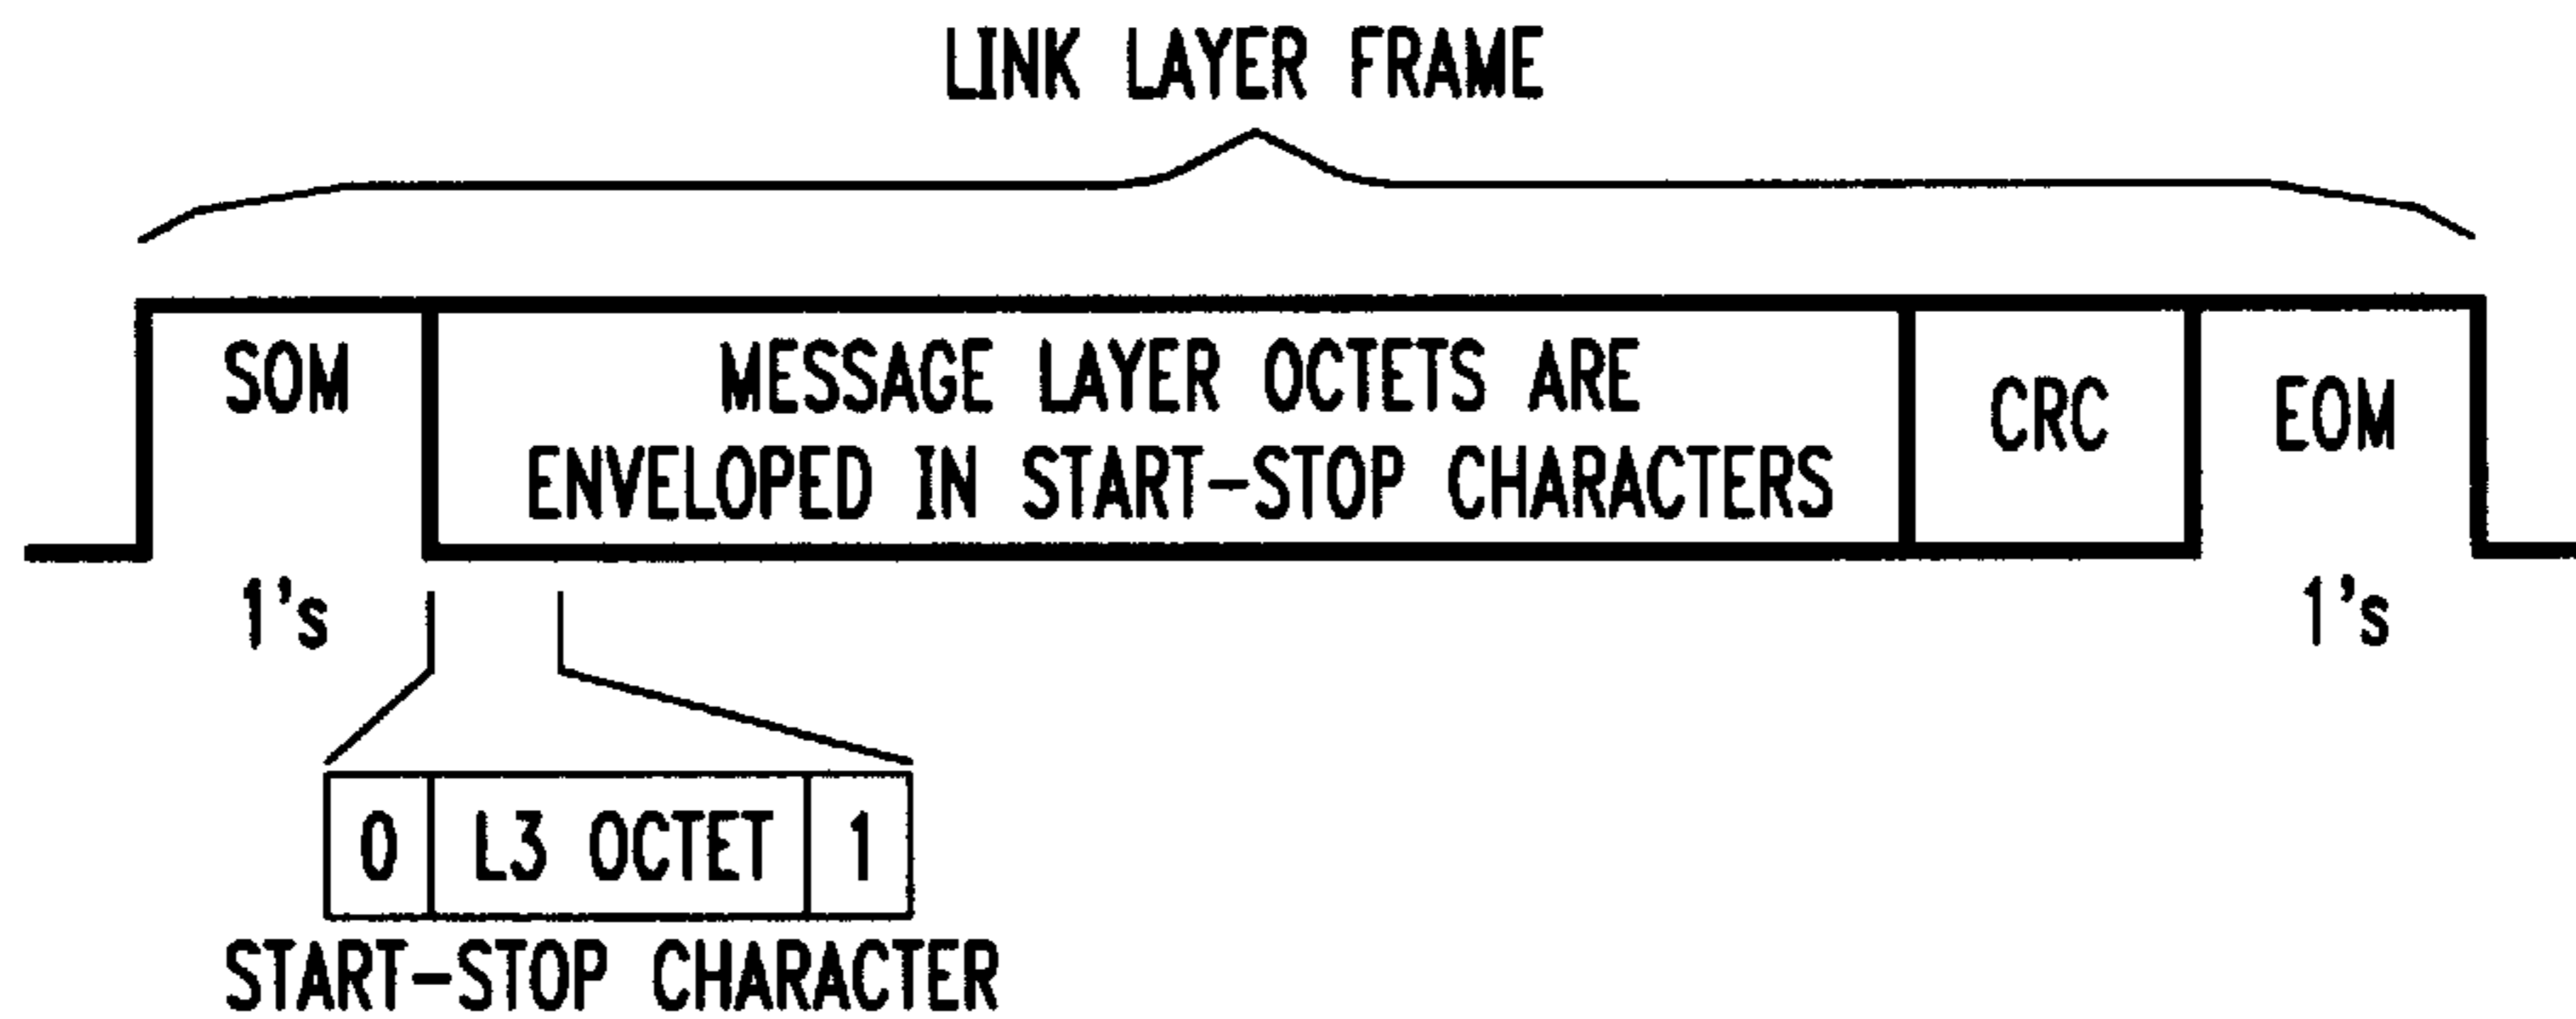 LINK LAYER FRAME
SOM
MESSAGE LAYER OCTETS ARE
ENVELOPED IN START-STOP CHARACTERS
CRC
EOM
1's
1's
0
L3 OCTET
1
START-STOP CHARACTER